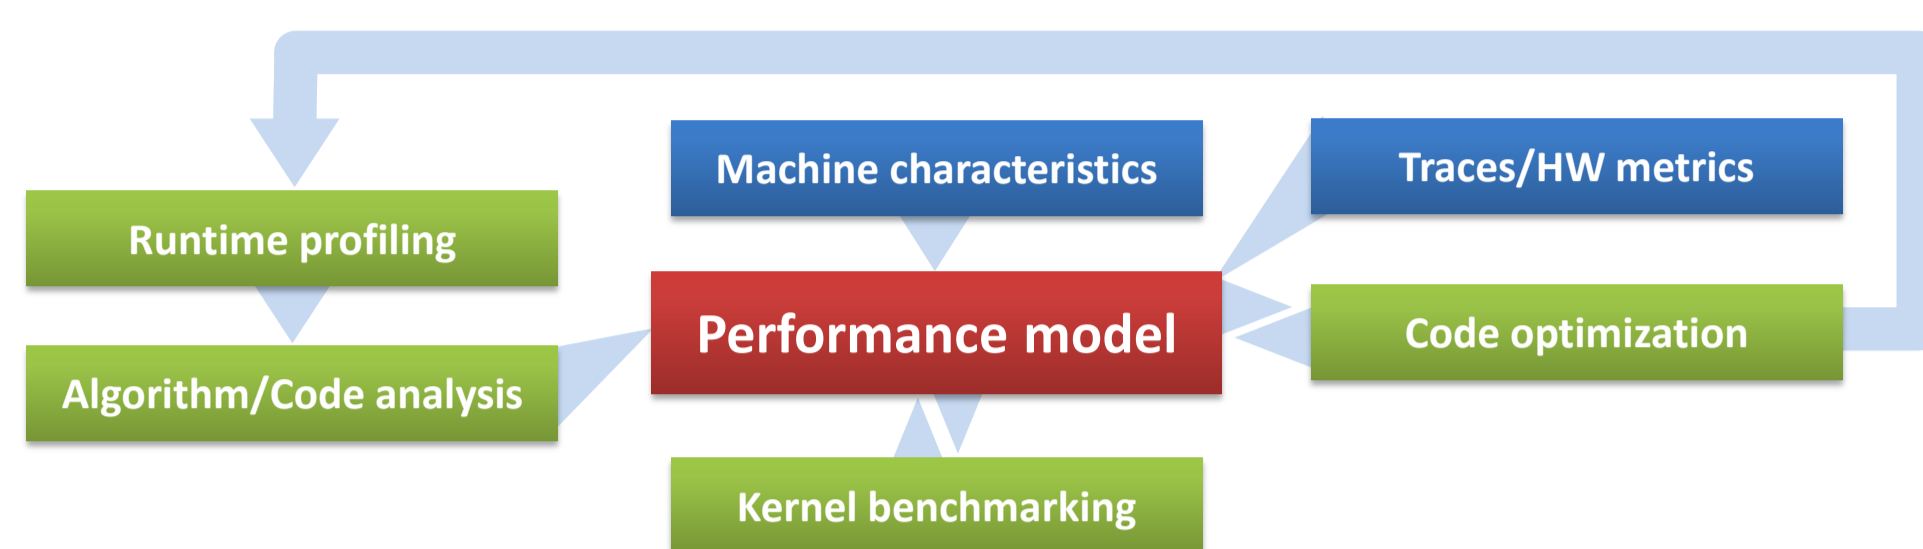 Machine characteristics
Traces/HW metrics
Runtime profiling
Performance model
Code optimization
Algorithm/Code analysis
Kernel benchmarking